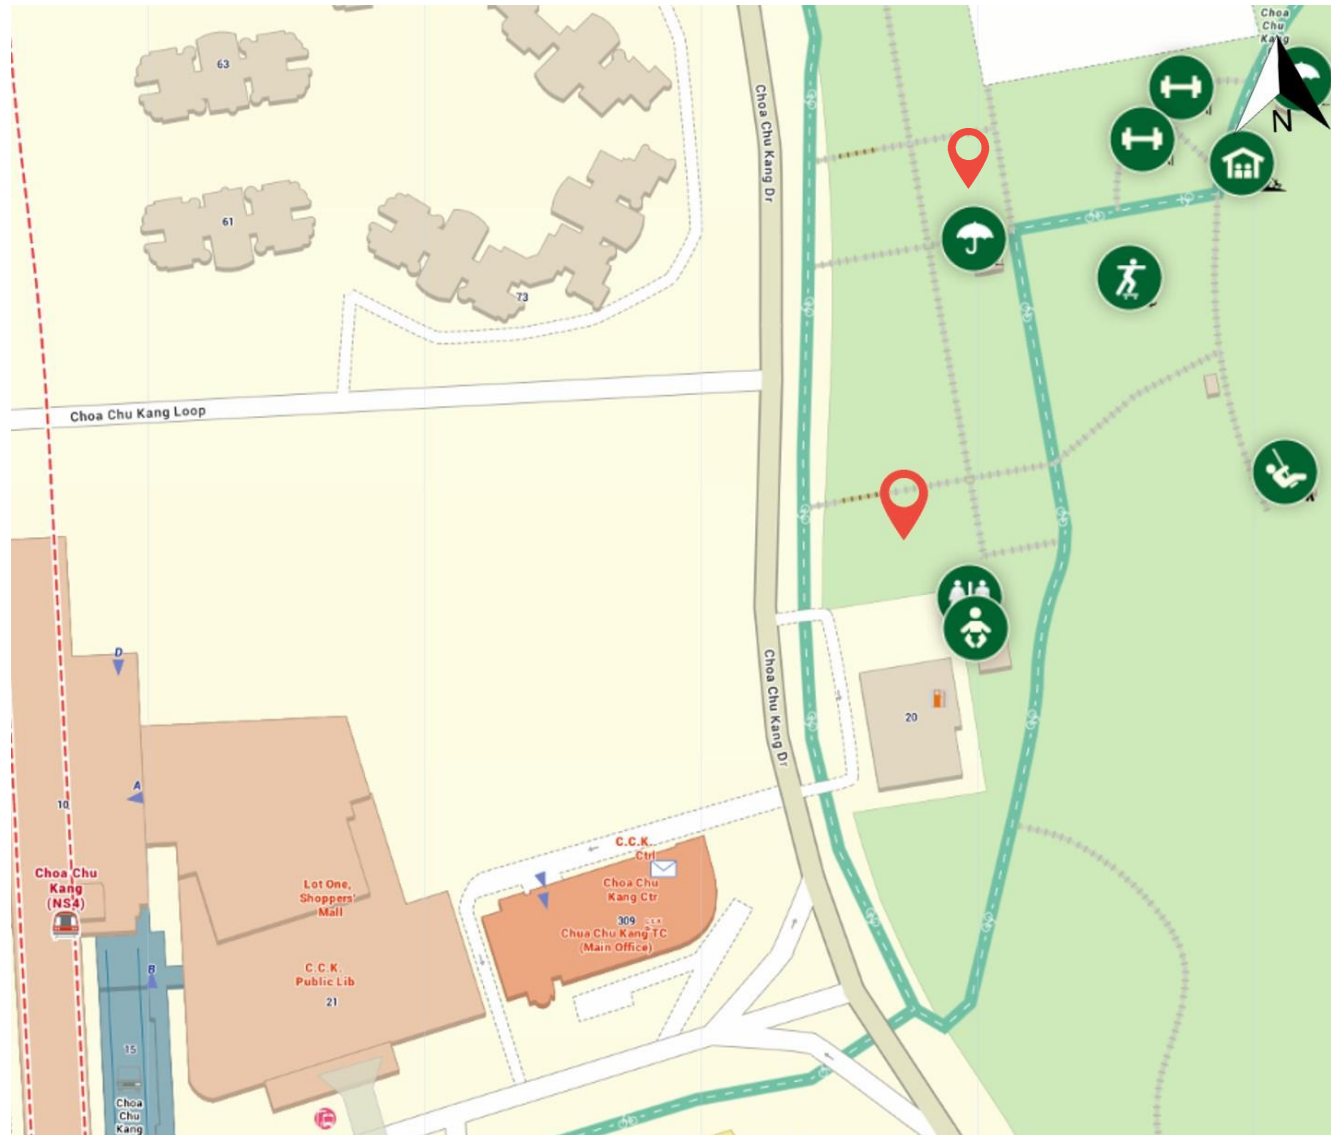 Choa
Chu
Kang
N
63
Choa Chu Kang Dr
61
73
Choa Chu Kang Loop
D
Choa Chu Kang Dr
20
A
10
C.C.K.
Ctrl
Choa Chu
Kang
(NS4)
Lot One,
Shoppers'
Mall
Choa Chu
Kang Ctr
309
Chua Chu Kang TC
(Main Office)
C.C.K.
Public Lib
21
B
15
Choa
Chu
Kang